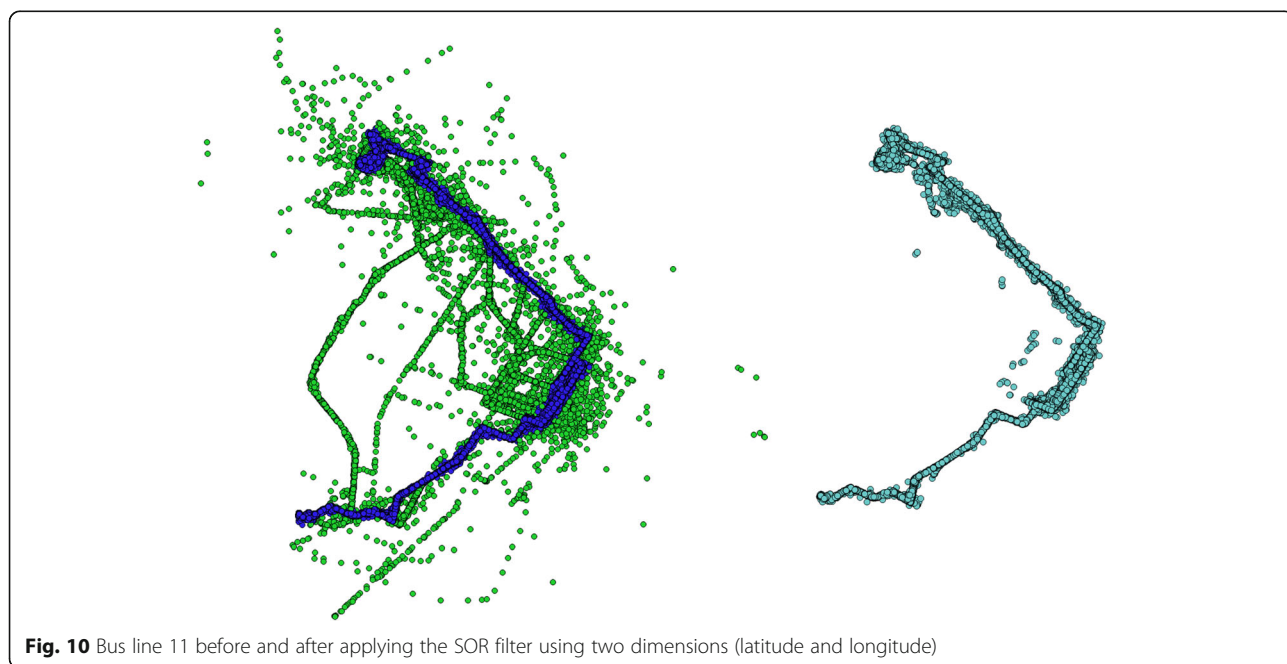 Fig. 10 Bus line 11 before and after applying the SOR filter using two dimensions (latitude and longitude)